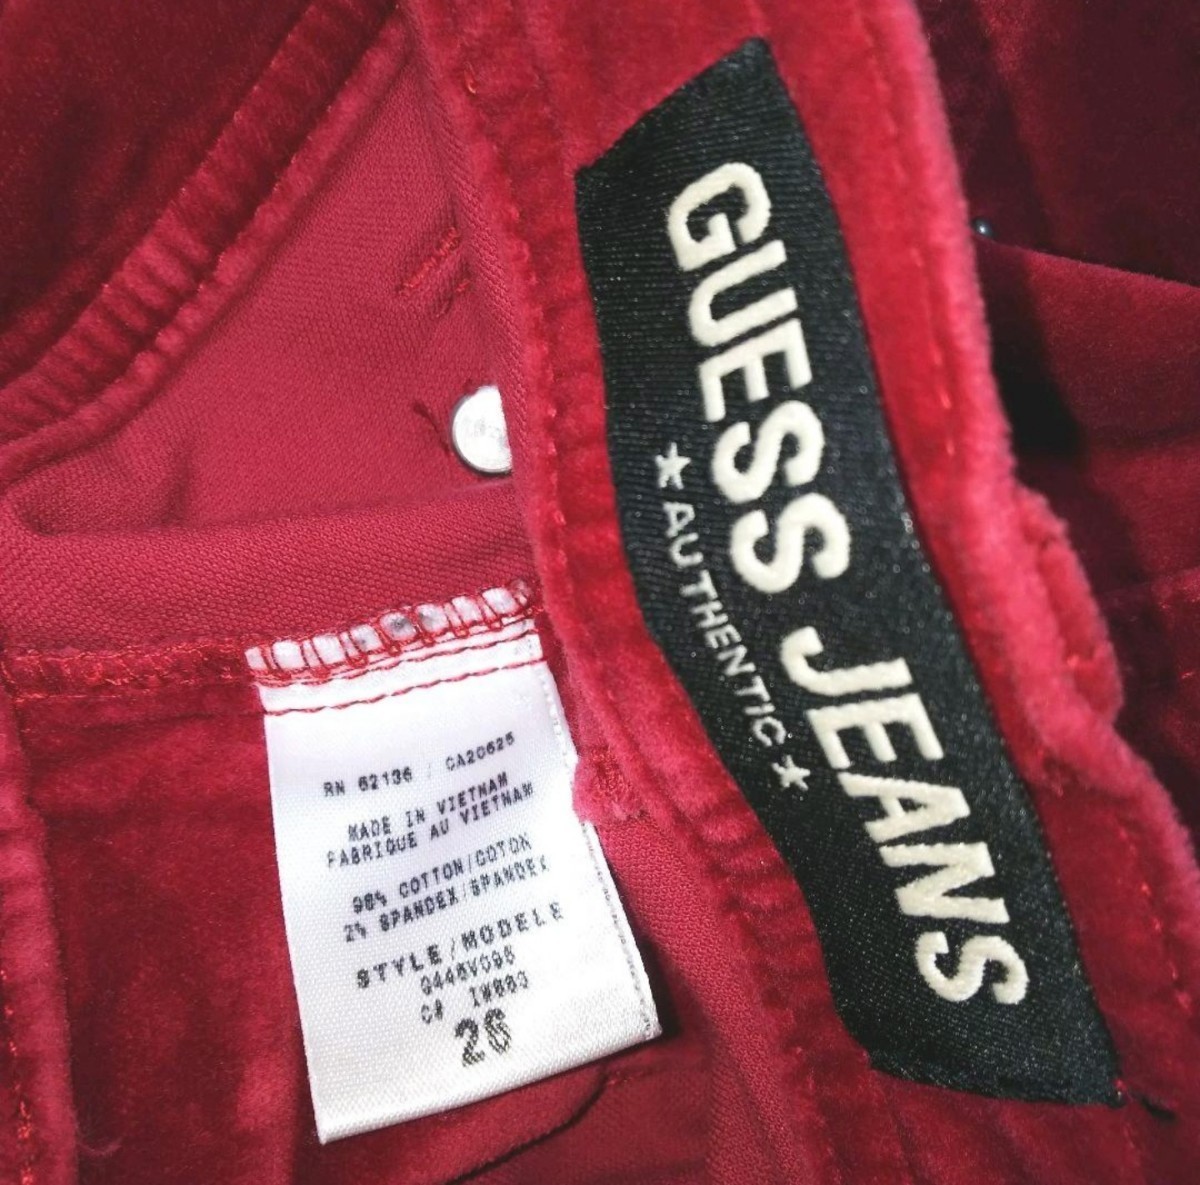 GUESS JEANS
★ AUTHENTIC ★
RN 62136 / CA20625
MADE IN VIETNAM
FABRIQUE AU VIETNAM
98% COTTON/COTON
2% SPANDEX/SPANDEX
STYLE/MODELE
C#
26